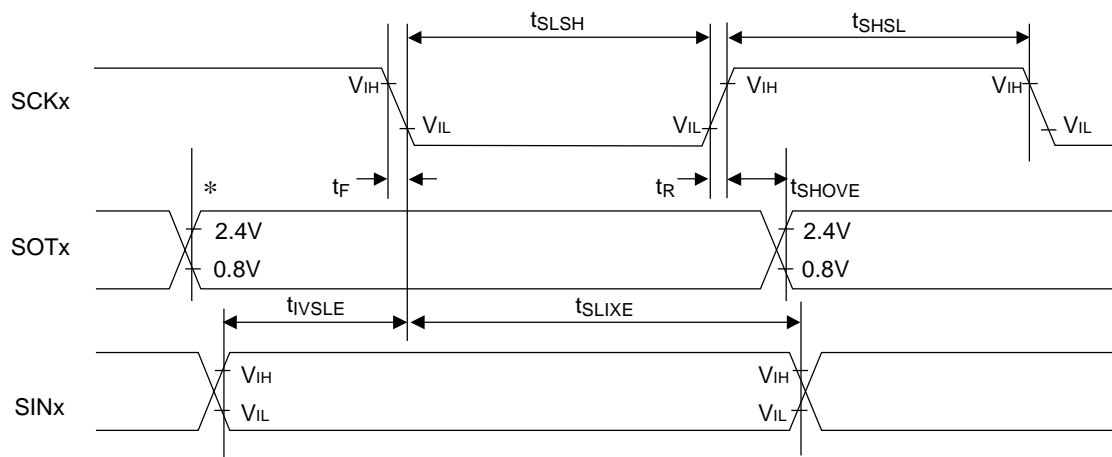 tSLSH
tSHSL
SCKx
VIH
VIL
VIL
VIH
VIH
VIL
tF
tR
tSHOVE
*
SOTx
2.4V
0.8V
2.4V
0.8V
tIVSLE
tSLIXE
SINx
VIH
VIL
VIH
VIL